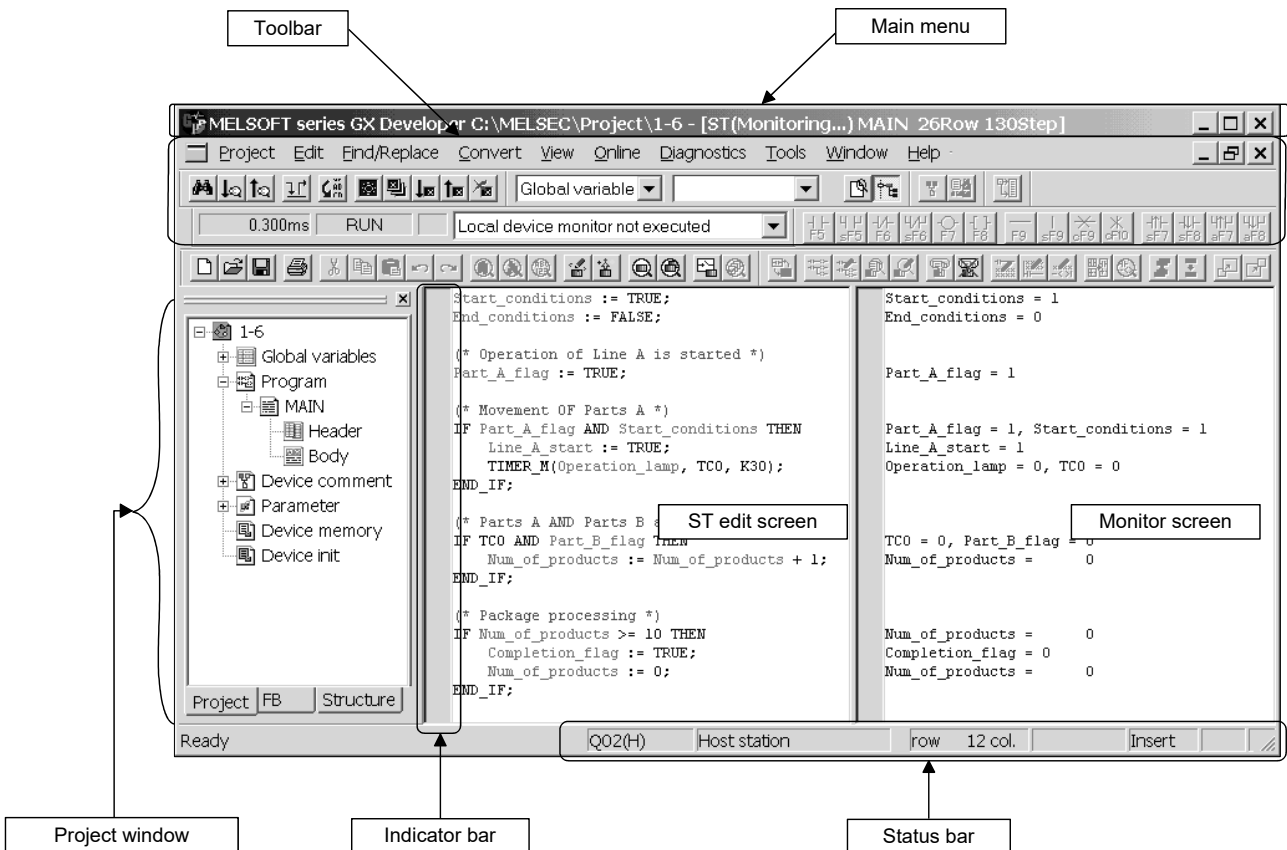 Toolbar
Main menu
MELSOFT series GX Developer C:\MELSEC\Project\1-6 - [ST(Monitoring...) MAIN 26Row 130Step]
Project Edit Find/Replace Convert View Online Diagnostics Tools Window Help
Global variable
0.300ms RUN Local device monitor not executed
F5 sF5 F6 sF6 F7 F8 F9 sF9 cF9 cF10 sF7 sF8 aF7 aF8
1-6
Global variables
Program
MAIN
Header
Body
Device comment
Parameter
Device memory
Device init
Project FB Structure
Start_conditions := TRUE;
End_conditions := FALSE;
(* Operation of Line A is started *)
Part_A_flag := TRUE;
(* Movement OF Parts A *)
IF Part_A_flag AND Start_conditions THEN
Line_A_start := TRUE;
TIMER_M(Operation_lamp, TC0, K30);
END_IF;
(* Parts A AND Parts B
IF TC0 AND Part_B_flag THEN
Num_of_products := Num_of_products + 1;
END_IF;
(* Package processing *)
IF Num_of_products >= 10 THEN
Completion_flag := TRUE;
Num_of_products := 0;
END_IF;
ST edit screen
Start_conditions = 1
End_conditions = 0
Part_A_flag = 1
Part_A_flag = 1, Start_conditions = 1
Line_A_start = 1
Operation_lamp = 0, TC0 = 0
TC0 = 0, Part_B_flag = 0
Num_of_products = 0
Num_of_products = 0
Completion_flag = 0
Num_of_products = 0
Monitor screen
Ready Q02(H) Host station row 12 col. Insert
Project window
Indicator bar
Status bar